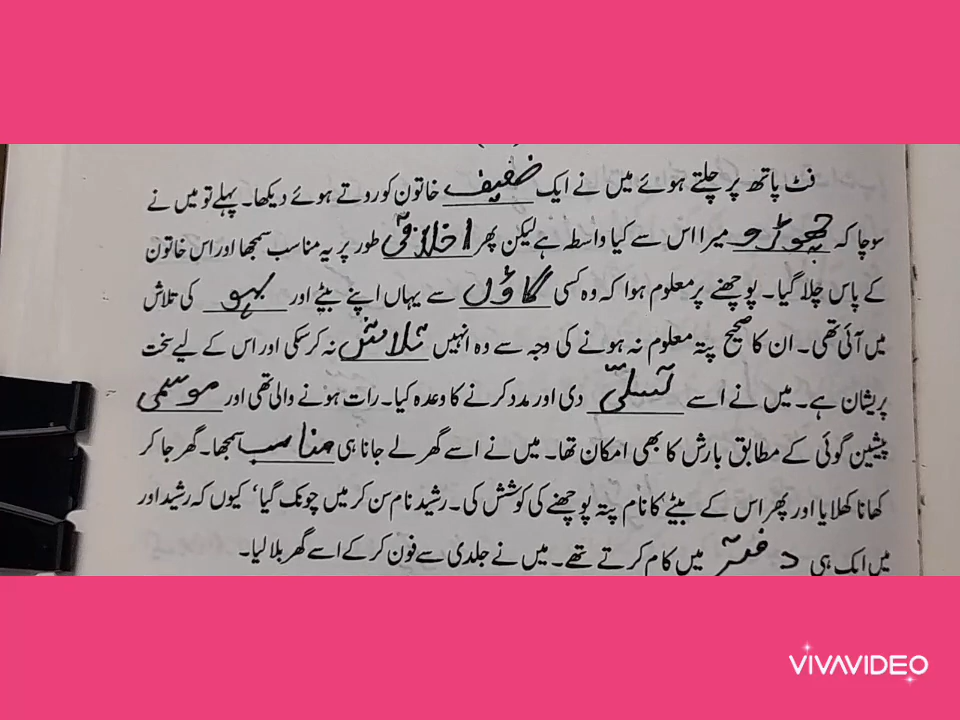 فٹ پاتھ پر چلتے ہوئے میں نے ایک ضعیف خاتون کو روتے ہوئے دیکھا۔ پہلے تو میں نے
سوچا کہ چھوڑو میرا اس سے کیا واسطہ ہے لیکن پھر اخلاقی طور پر یہ مناسب سمجھا اور اس خاتون
کے پاس چلا گیا۔ پوچھنے پر معلوم ہوا کہ وہ کسی گاؤں سے یہاں اپنے بیٹے اور بہو کی تلاش
میں آئی تھی۔ ان کا صحیح پتہ معلوم نہ ہونے کی وجہ سے وہ انہیں تلاش نہ کر سکی اور اس کے لیے سخت
پریشان ہے۔ میں نے اسے تسلی دی اور مدد کرنے کا وعدہ کیا۔ رات ہونے والی تھی اور موسمی
پیشین گوئی کے مطابق بارش کا بھی امکان تھا۔ میں نے اسے گھر لے جانا ہی مناسب سمجھا۔ گھر جا کر
کھانا کھلایا اور پھر اس کے بیٹے کا نام پتہ پوچھنے کی کوشش کی۔ رشید نام سن کر میں چونک گیا‘ کیوں کہ رشید اور
میں ایک ہی دفتر میں کام کرتے تھے۔ میں نے جلدی سے فون کر کے اسے گھر بلا لیا۔
VIVAVIDEO